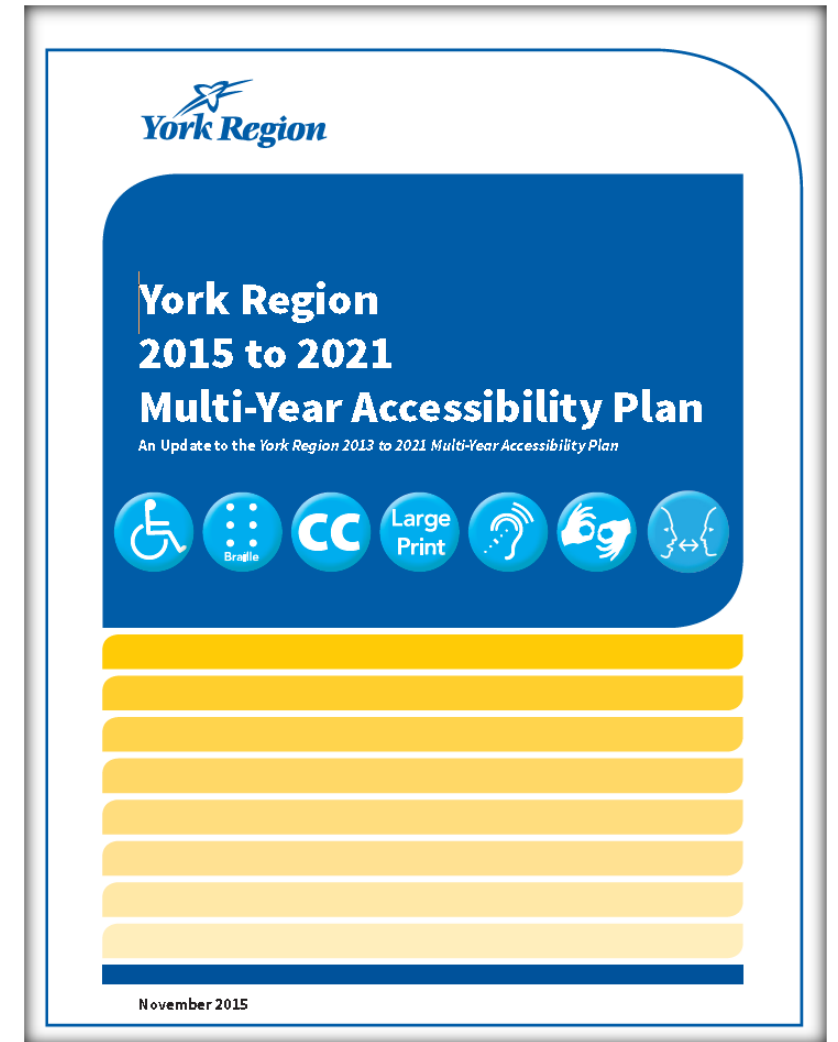 York Region
York Region
2015 to 2021
Multi-Year Accessibility Plan
An Update to the York Region 2013 to 2021 Multi-Year Accessibility Plan
Braille
CC
Large
Print
November 2015